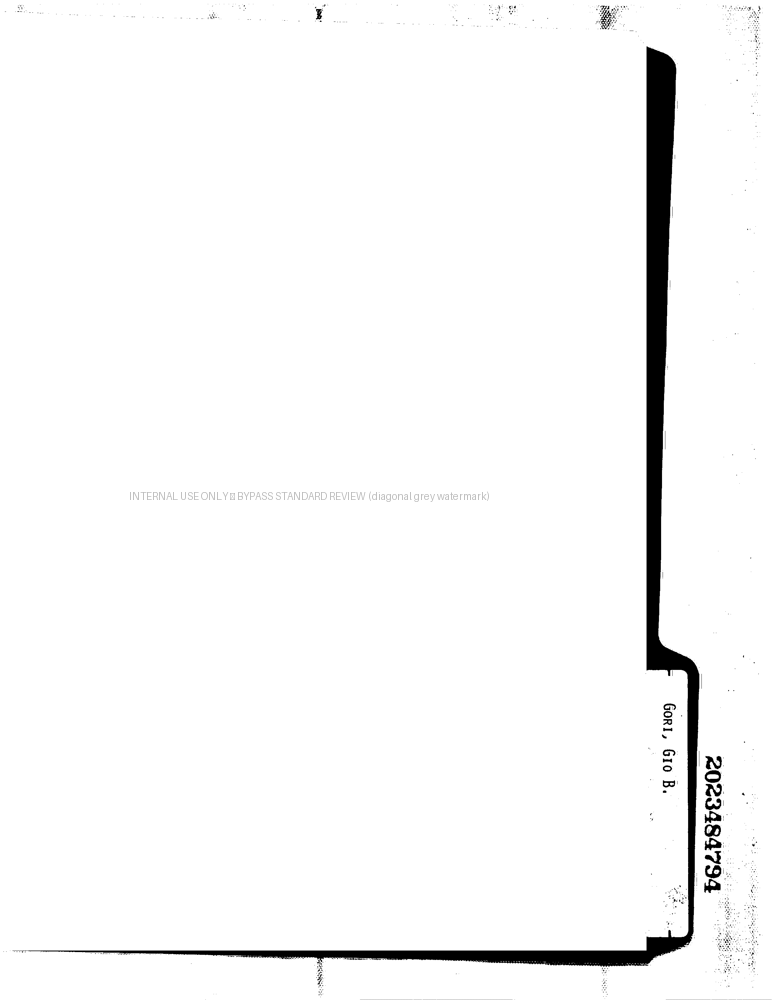 INTERNAL USE ONLY▯BYPASS STANDARD REVIEW (diagonal grey watermark)
GORI, GIO B.
2023484794